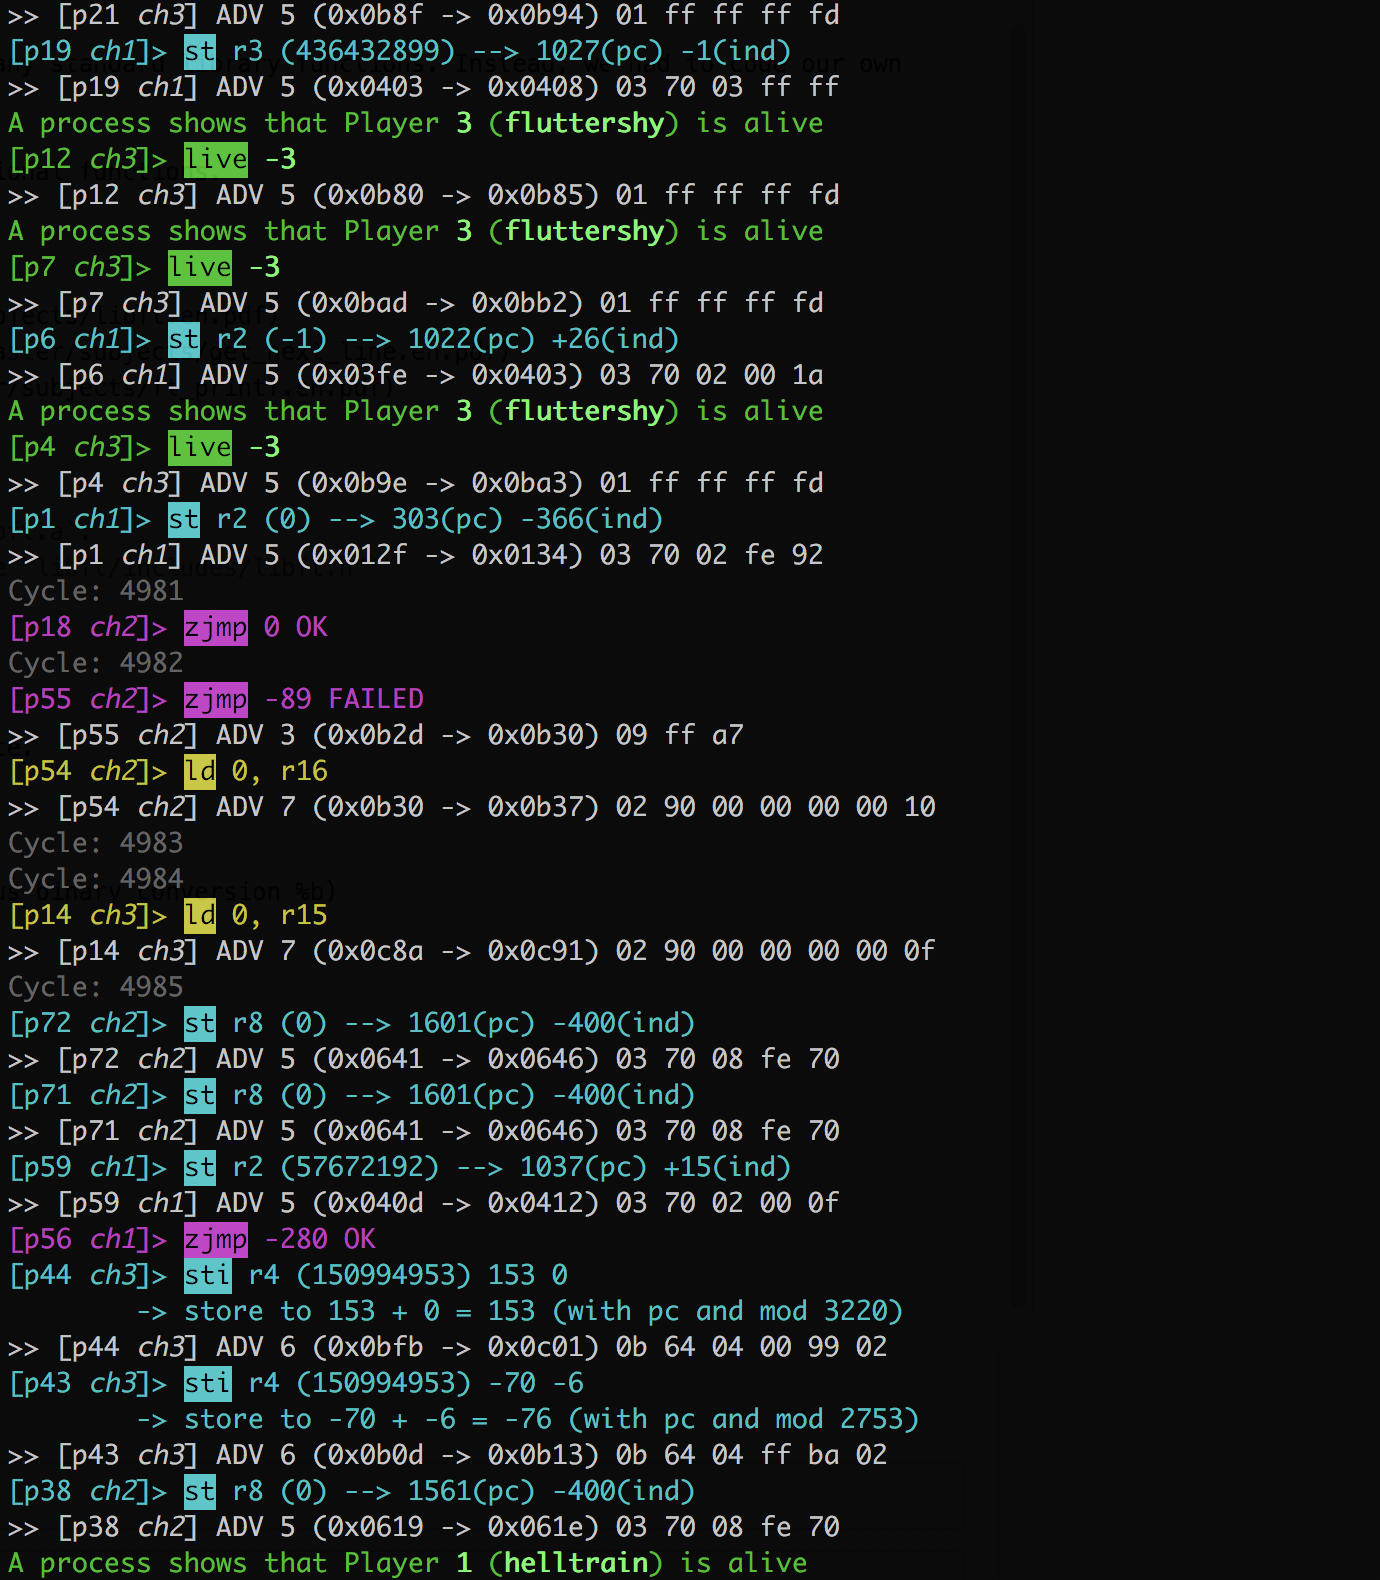 >> [p21 ch3] ADV 5 (0x0b8f -> 0x0b94) 01 ff ff ff fd
[p19 ch1]> st r3 (436432899) --> 1027(pc) -1(ind)
>> [p19 ch1] ADV 5 (0x0403 -> 0x0408) 03 70 03 ff ff
A process shows that Player 3 (fluttershy) is alive
[p12 ch3]> live -3
>> [p12 ch3] ADV 5 (0x0b80 -> 0x0b85) 01 ff ff ff fd
A process shows that Player 3 (fluttershy) is alive
[p7 ch3]> live -3
>> [p7 ch3] ADV 5 (0x0bad -> 0x0bb2) 01 ff ff ff fd
[p6 ch1]> st r2 (-1) --> 1022(pc) +26(ind)
>> [p6 ch1] ADV 5 (0x03fe -> 0x0403) 03 70 02 00 1a
A process shows that Player 3 (fluttershy) is alive
[p4 ch3]> live -3
>> [p4 ch3] ADV 5 (0x0b9e -> 0x0ba3) 01 ff ff ff fd
[p1 ch1]> st r2 (0) --> 303(pc) -366(ind)
>> [p1 ch1] ADV 5 (0x012f -> 0x0134) 03 70 02 fe 92
Cycle: 4981
[p18 ch2]> zjmp 0 OK
Cycle: 4982
[p55 ch2]> zjmp -89 FAILED
>> [p55 ch2] ADV 3 (0x0b2d -> 0x0b30) 09 ff a7
[p54 ch2]> ld 0, r16
>> [p54 ch2] ADV 7 (0x0b30 -> 0x0b37) 02 90 00 00 00 00 10
Cycle: 4983
Cycle: 4984
[p14 ch3]> ld 0, r15
>> [p14 ch3] ADV 7 (0x0c8a -> 0x0c91) 02 90 00 00 00 00 0f
Cycle: 4985
[p72 ch2]> st r8 (0) --> 1601(pc) -400(ind)
>> [p72 ch2] ADV 5 (0x0641 -> 0x0646) 03 70 08 fe 70
[p71 ch2]> st r8 (0) --> 1601(pc) -400(ind)
>> [p71 ch2] ADV 5 (0x0641 -> 0x0646) 03 70 08 fe 70
[p59 ch1]> st r2 (57672192) --> 1037(pc) +15(ind)
>> [p59 ch1] ADV 5 (0x040d -> 0x0412) 03 70 02 00 0f
[p56 ch1]> zjmp -280 OK
[p44 ch3]> sti r4 (150994953) 153 0
-> store to 153 + 0 = 153 (with pc and mod 3220)
>> [p44 ch3] ADV 6 (0x0bfb -> 0x0c01) 0b 64 04 00 99 02
[p43 ch3]> sti r4 (150994953) -70 -6
-> store to -70 + -6 = -76 (with pc and mod 2753)
>> [p43 ch3] ADV 6 (0x0b0d -> 0x0b13) 0b 64 04 ff ba 02
[p38 ch2]> st r8 (0) --> 1561(pc) -400(ind)
>> [p38 ch2] ADV 5 (0x0619 -> 0x061e) 03 70 08 fe 70
A process shows that Player 1 (helltrain) is alive